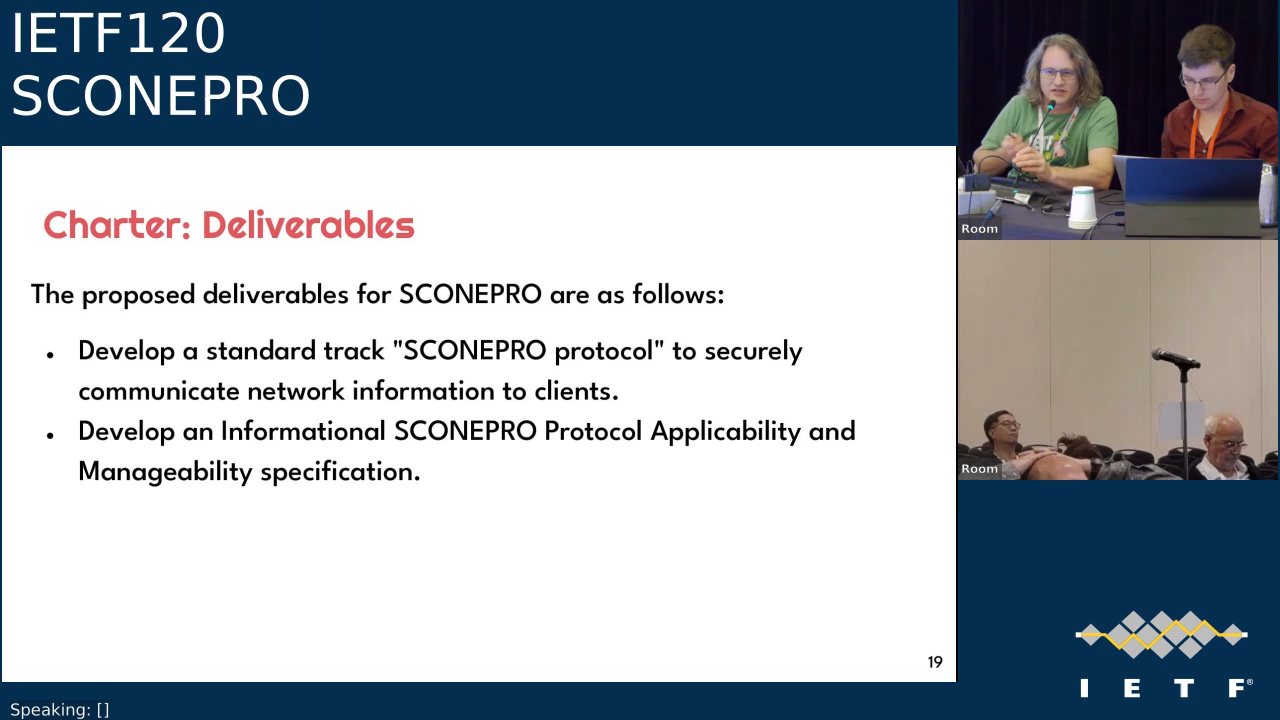 IETF120
SCONEPRO
Charter: Deliverables
The proposed deliverables for SCONEPRO are as follows:
• Develop a standard track "SCONEPRO protocol" to securely
communicate network information to clients.
• Develop an Informational SCONEPRO Protocol Applicability and
Manageability specification.
19
Room
Room
I E T F®
Speaking: []